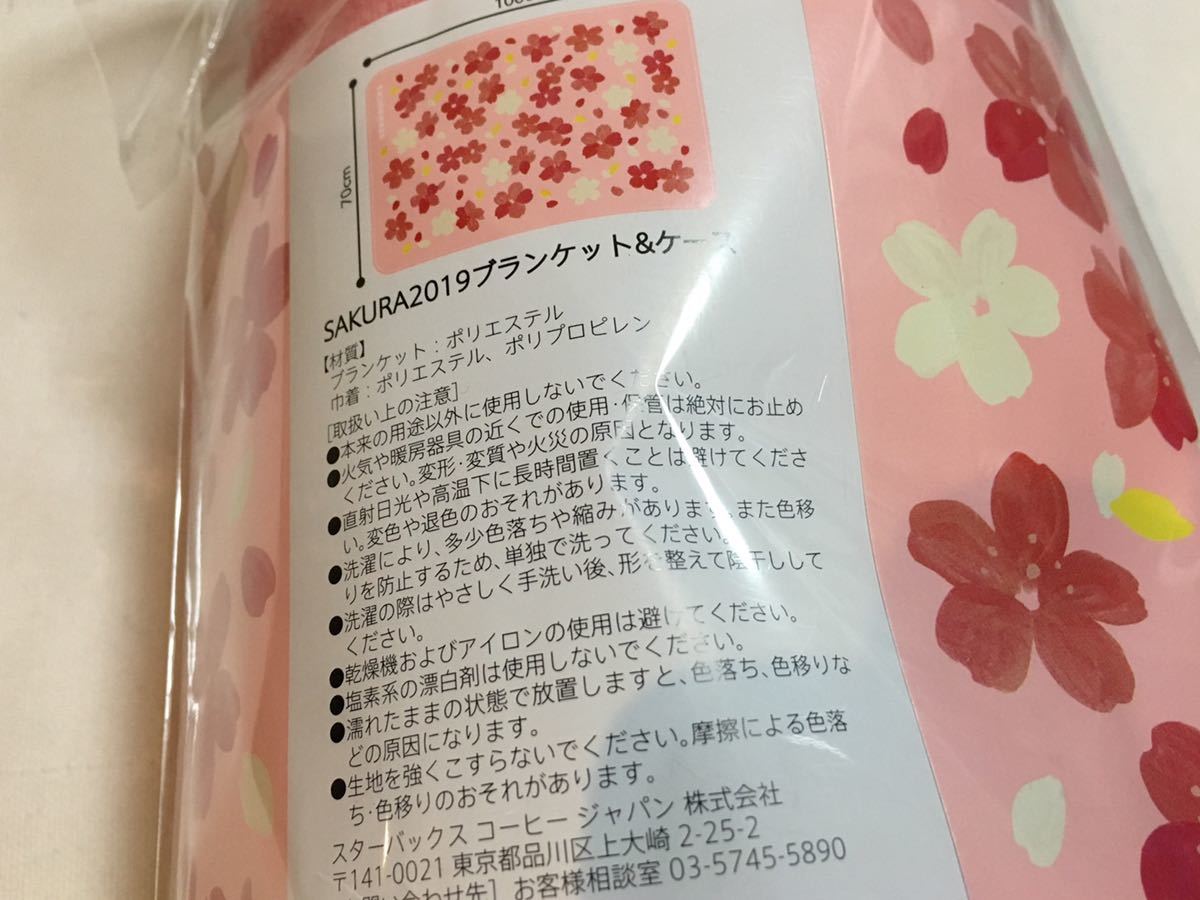 70cm
SAKURA2019ブランケット&ケース
【材質】
ブランケット：ポリエステル
巾着：ポリエステル、ポリプロピレン
[取扱い上の注意]
●本来の用途以外に使用しないでください。
●火気や暖房器具の近くでの使用・保管は絶対にお止め
ください。変形・変質や火災の原因となります。
●直射日光や高温下に長時間置くことは避けてくださ
い。変色や退色のおそれがあります。
●洗濯により、多少色落ちや縮みがあります。また色移
りを防止するため、単独で洗ってください。
●洗濯の際はやさしく手洗い後、形を整えて陰干しして
ください。
●乾燥機およびアイロンの使用は避けてください。
●塩素系の漂白剤は使用しないでください。
●濡れたままの状態で放置しますと、色落ち、色移りな
どの原因になります。
●生地を強くこすらないでください。摩擦による色落
ち・色移りのおそれがあります。
スターバックス コーヒー ジャパン 株式会社
〒141-0021 東京都品川区上大崎 2-25-2
い合わせ先］ お客様相談室 03-5745-5890